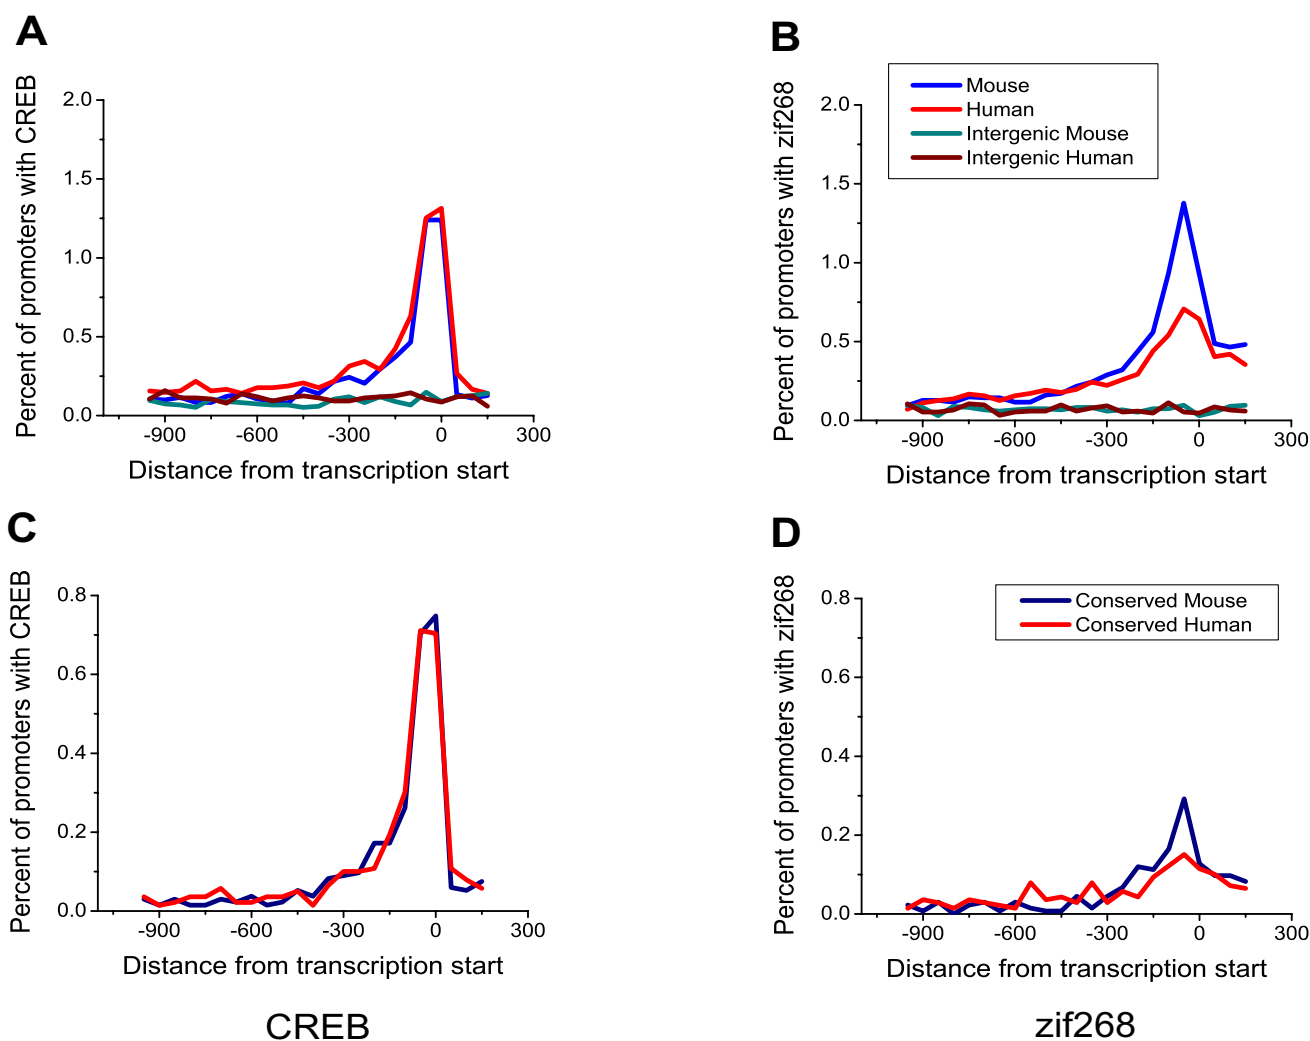 A
Percent of promoters with CREB
2.0
1.5
1.0
0.5
0.0
-900 -600 -300 0 300
Distance from transcription start
B
Percent of promoters with zif268
Mouse
Human
Intergenic Mouse
Intergenic Human
2.0
1.5
1.0
0.5
0.0
-900 -600 -300 0 300
Distance from transcription start
C
Percent of promoters with CREB
0.8
0.6
0.4
0.2
0.0
-900 -600 -300 0 300
Distance from transcription start
CREB
D
Percent of promoters with zif268
Conserved Mouse
Conserved Human
0.8
0.6
0.4
0.2
0.0
-900 -600 -300 0 300
Distance from transcription start
zif268